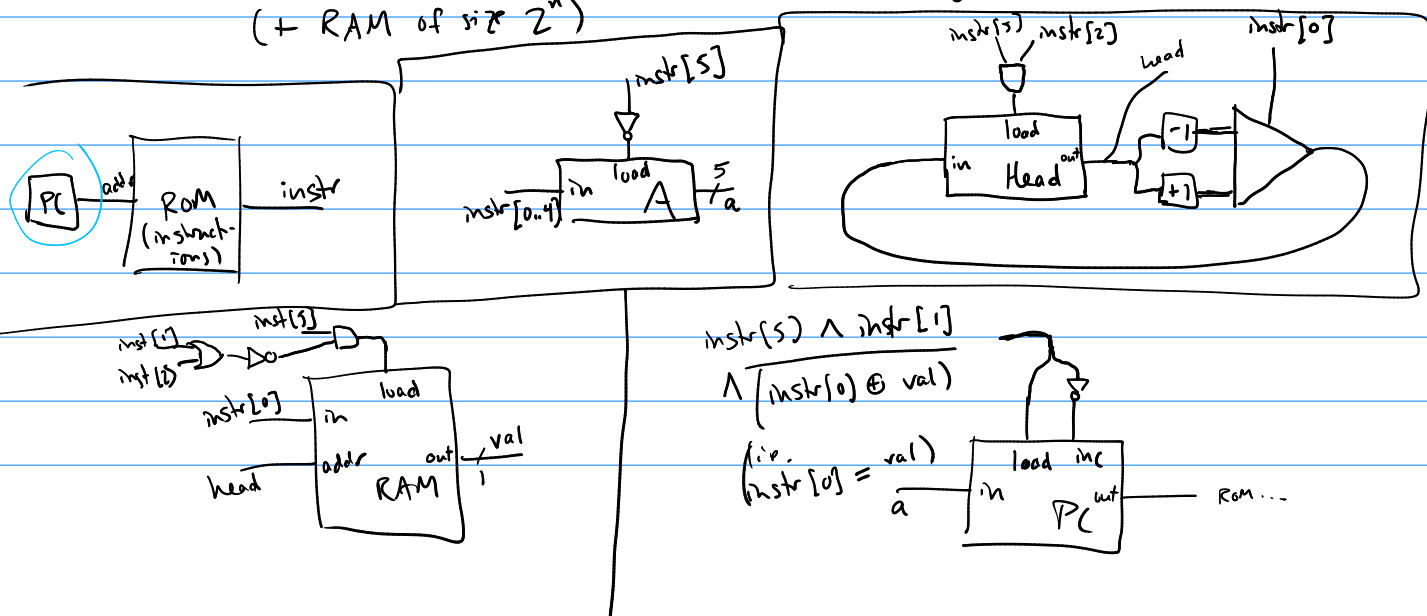 (+ RAM of size 2^n)
PC
addr
ROM
(instruct-
ions)
instr
instr[5]
in
load
A
instr[0..4]
5
a
instr[5]
instr[2]
instr[0]
head
load
in
out
Head
-1
+1
inst[1]
inst[2]
inst[5]
load
instr[0]
in
head
addr
out
RAM
val
1
instr[5] ∧ instr[1]
∧ (instr[0] ⊕ val)
(i.e.
instr[0] = val)
load
inc
a
in
out
PC
ROM ...